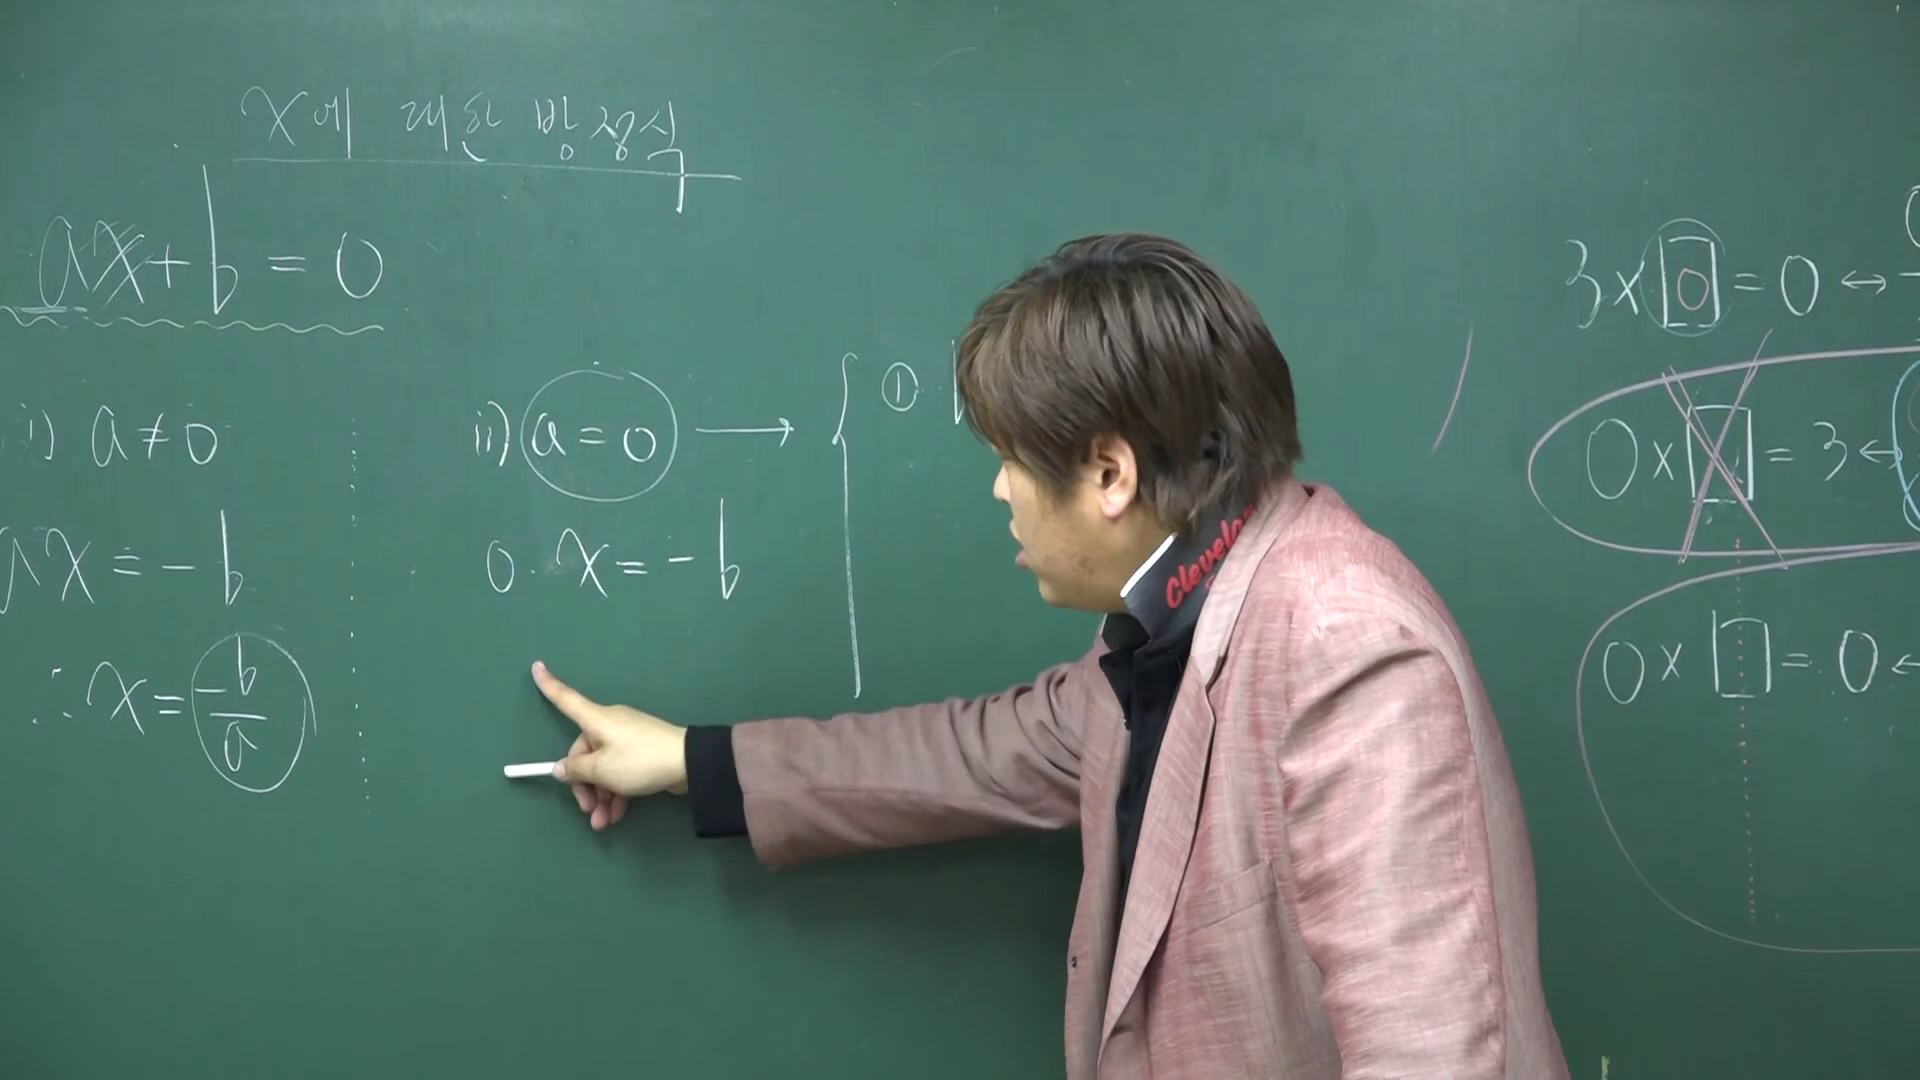 x에 대한 방정식
ax + b = 0
i) a ≠ 0
ax = -b
∴ x = -b/a
ii) a = 0 → { ①
0 · x = -b
3 × 0 = 0 ↔
0 × □ = 3 ↔
0 × □ = 0 ↔